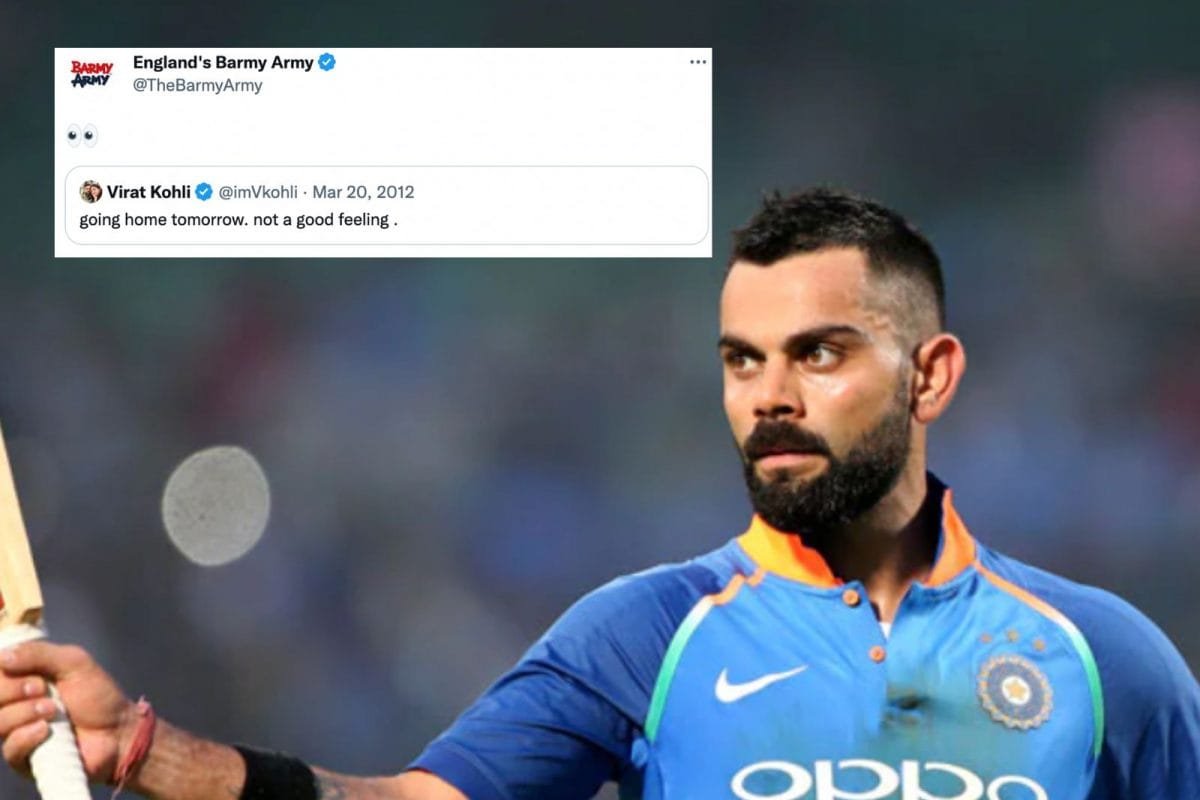 BARMY
ARMY
England's Barmy Army
@TheBarmyArmy
👀
Virat Kohli @imVkohli · Mar 20, 2012
going home tomorrow. not a good feeling .
oppo